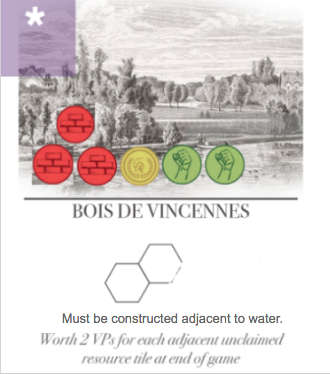 *
BOIS DE VINCENNES
Must be constructed adjacent to water.
Worth 2 VPs for each adjacent unclaimed
resource tile at end of game